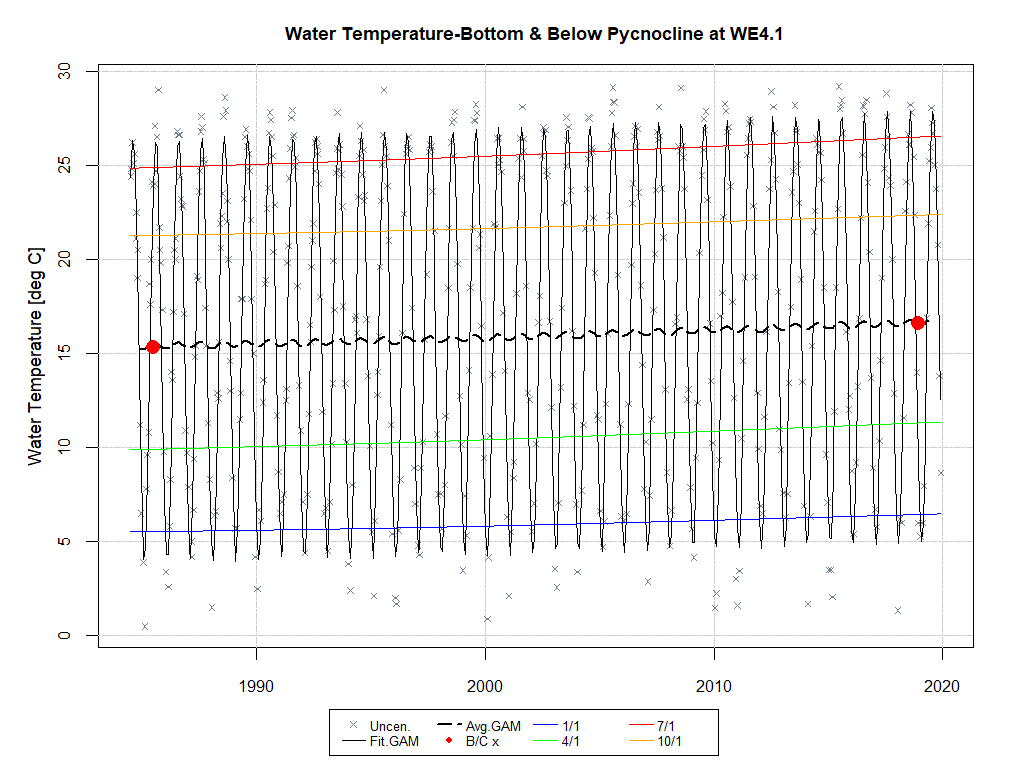 Water Temperature-Bottom & Below Pycnocline at WE4.1
Water Temperature [deg C]
30
25
20
15
10
5
0
1990 2000 2010 2020
Uncen. Avg.GAM 1/1 7/1
Fit.GAM B/C x 4/1 10/1